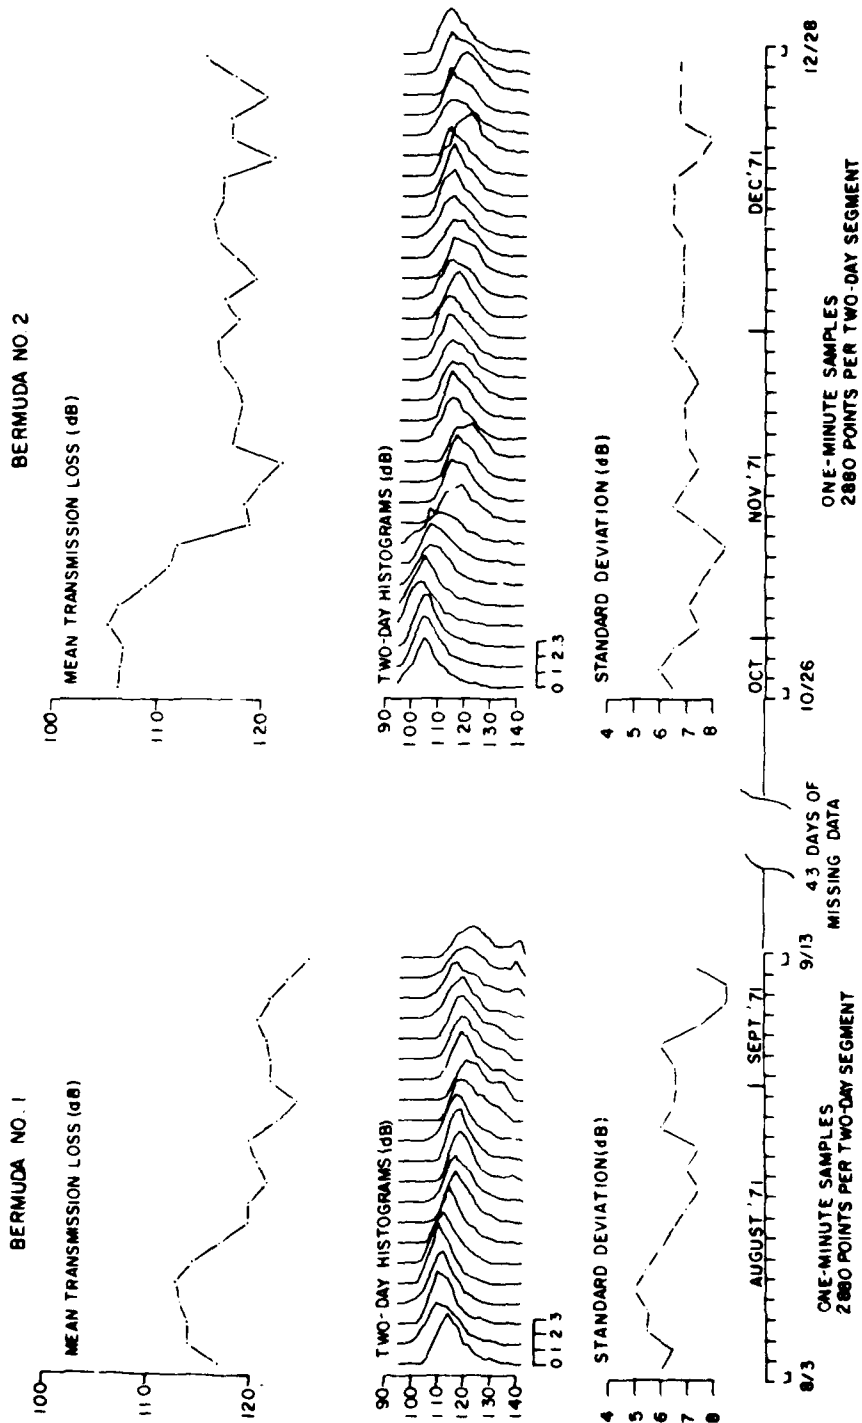 BERMUDA NO. 1
MEAN TRANSMISSION LOSS (dB)
100
110
120
TWO-DAY HISTOGRAMS (dB)
90
100
110
120
130
140
0 1 2 3
STANDARD DEVIATION (dB)
4
5
6
7
8
AUGUST '71
SEPT '71
8/3
9/13
ONE-MINUTE SAMPLES
2880 POINTS PER TWO-DAY SEGMENT
43 DAYS OF
MISSING DATA
BERMUDA NO. 2
MEAN TRANSMISSION LOSS (dB)
100
110
120
TWO-DAY HISTOGRAMS (dB)
90
100
110
120
130
140
0 1 2 3
STANDARD DEVIATION (dB)
4
5
6
7
8
OCT
NOV '71
DEC '71
10/26
12/28
ONE-MINUTE SAMPLES
2880 POINTS PER TWO-DAY SEGMENT